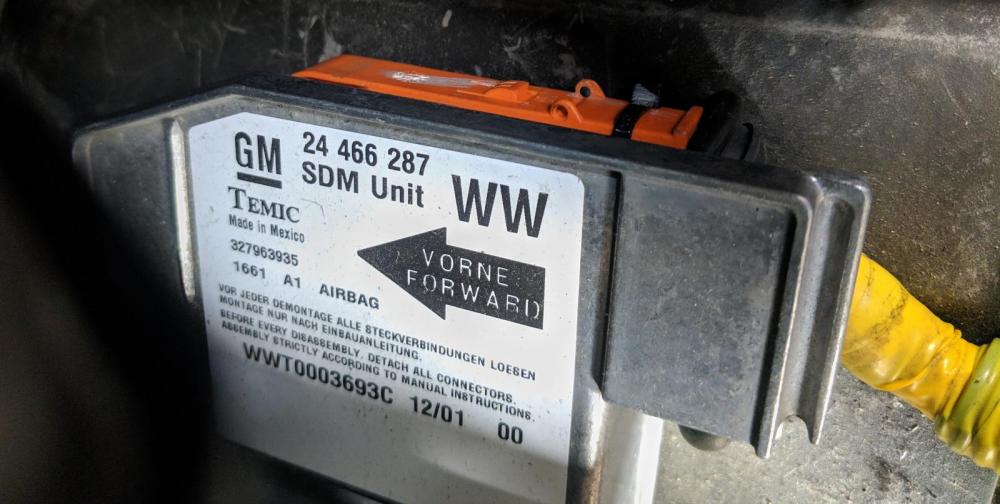 GM 24 466 287
SDM Unit WW
TEMIC
Made in Mexico
327963935
1661 A1 AIRBAG
VORNE
FORWARD
VOR JEDER DEMONTAGE ALLE STECKVERBINDUNGEN LOESEN
MONTAGE NUR NACH EINBAUANLEITUNG.
BEFORE EVERY DISASSEMBLY, DETACH ALL CONNECTORS.
ASSEMBLY STRICTLY ACCORDING TO MANUAL INSTRUCTIONS.
WWT0003693C 12/01 00